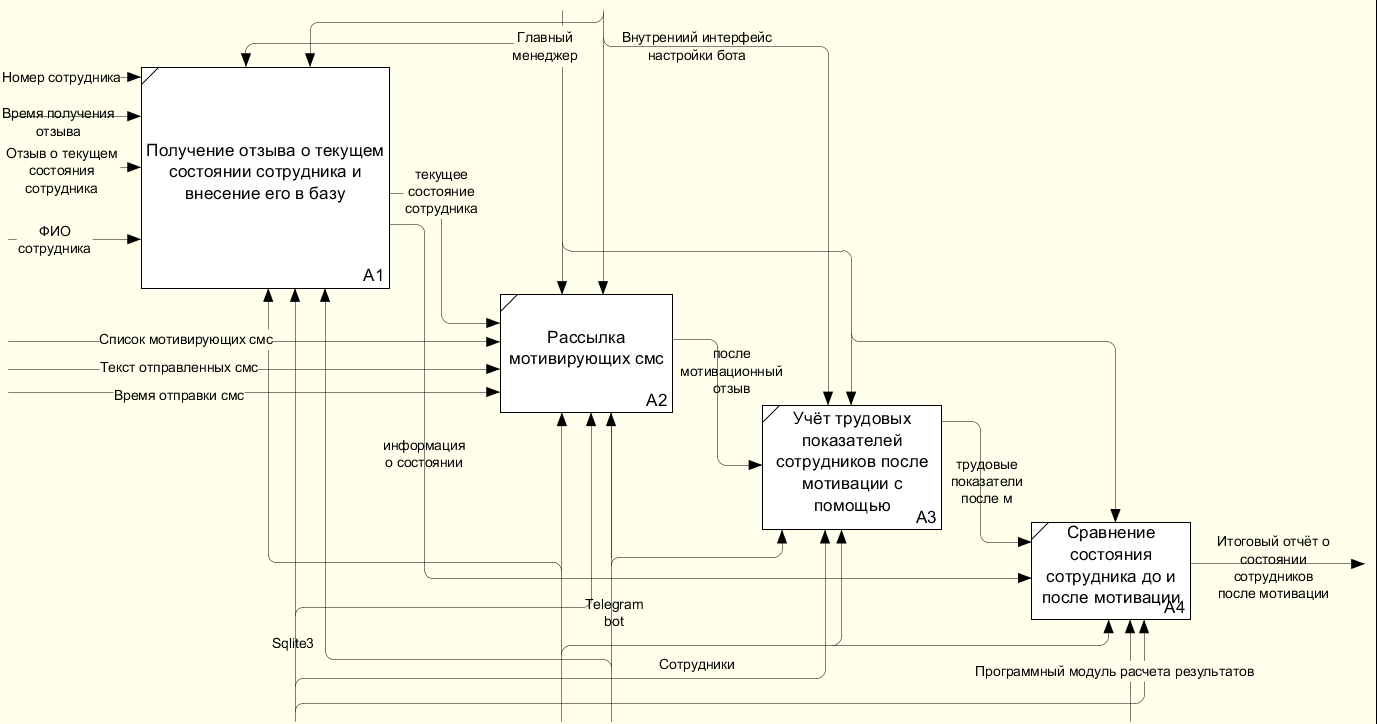 Главный
менеджер
Внутрениий интерфейс
настройки бота
Номер сотрудника
Время получения
отзыва
Отзыв о текущем
состояния
сотрудника
ФИО
сотрудника
Получение отзыва о текущем
состоянии сотрудника и
внесение его в базу
A1
текущее
состояние
сотрудника
Список мотивирующих смс
Текст отправленных смс
Время отправки смс
Рассылка
мотивирующих смс
A2
после
мотивационный
отзыв
информация
о состоянии
Учёт трудовых
показателей
сотрудников после
мотивации с
помощью
A3
трудовые
показатели
после м
Сравнение
состояния
сотрудника до и
после мотивации
A4
Итоговый отчёт о
состоянии
сотрудников
после мотивации
Telegram
bot
Sqlite3
Сотрудники
Программный модуль расчета результатов